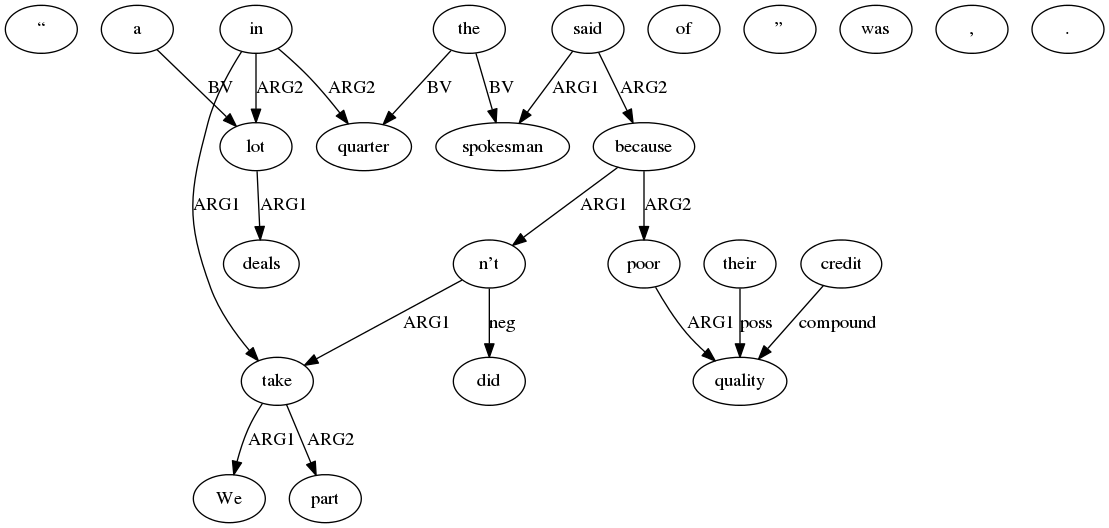 “ a in the said of ” was , .
BV ARG2 ARG2 BV BV ARG1 ARG2
lot quarter spokesman because
ARG1 ARG1 ARG1 ARG2
deals n’t poor their credit
ARG1 neg ARG1 poss compound
take did quality
ARG1 ARG2
We part